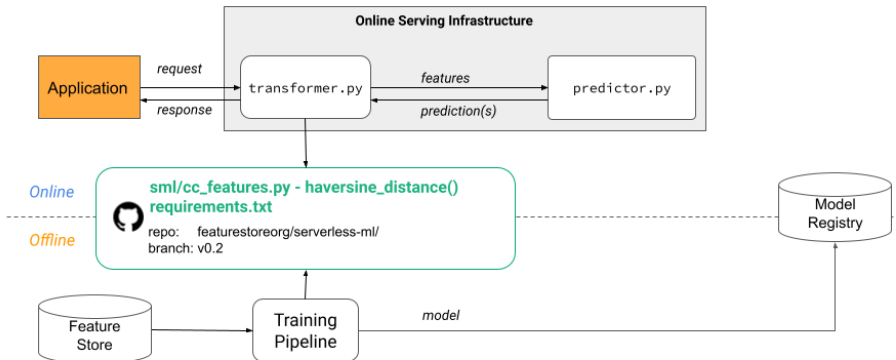 Online Serving Infrastructure
request
Application
transformer.py
features
predictor.py
response
prediction(s)
Online
sml/cc_features.py - haversine_distance()
requirements.txt
repo: featurestoreorg/serverless-ml/
branch: v0.2
Offline
Model
Registry
Feature
Store
Training
Pipeline
model